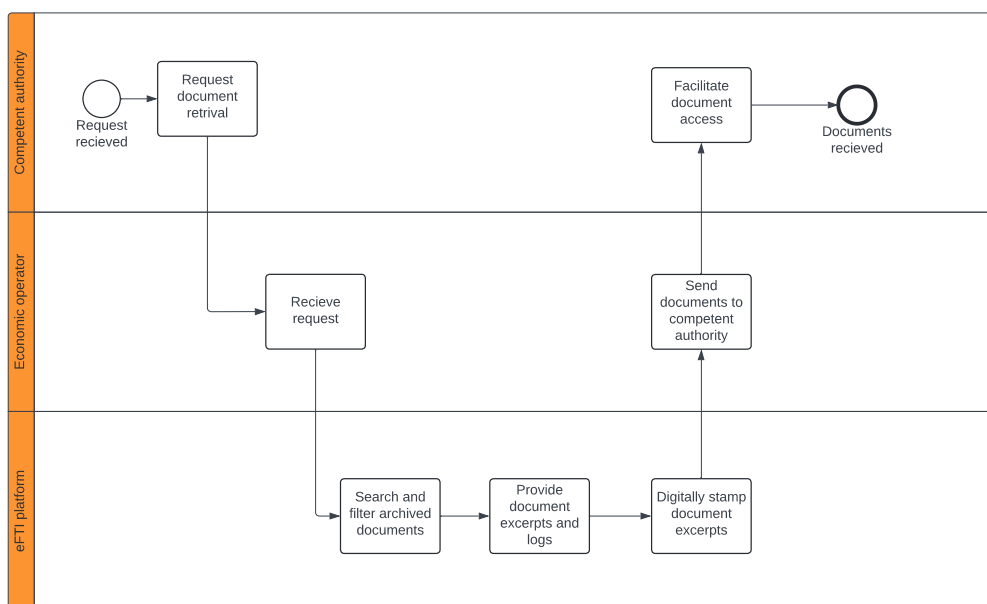 Competent authority
Request
recieved
Request
document
retrival
Facilitate
document
access
Documents
recieved
Economic operator
Recieve
request
Send
documents to
competent
authority
eFTI platform
Search and
filter archived
documents
Provide
document
excerpts and
logs
Digitally stamp
document
excerpts